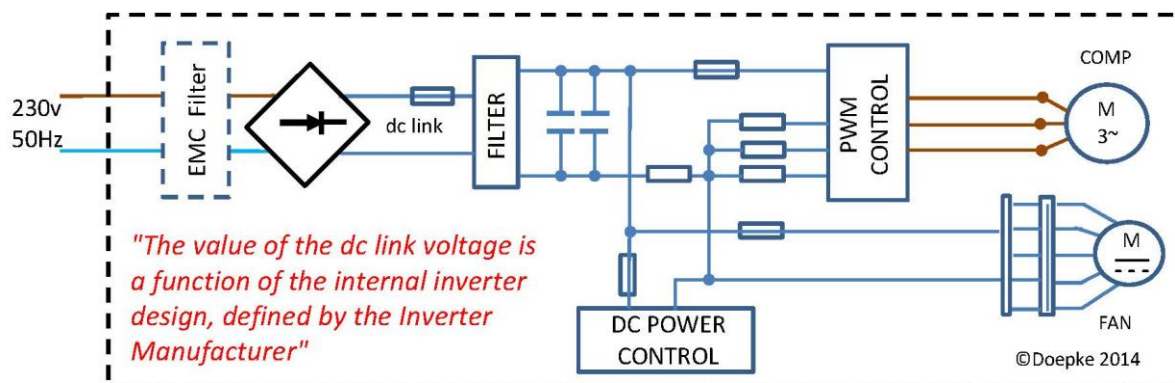 230v
50Hz
EMC Filter
dc link
FILTER
PWM
CONTROL
COMP
M
3~
"The value of the dc link voltage is
a function of the internal inverter
design, defined by the Inverter
Manufacturer"
DC POWER
CONTROL
M
FAN
©Doepke 2014